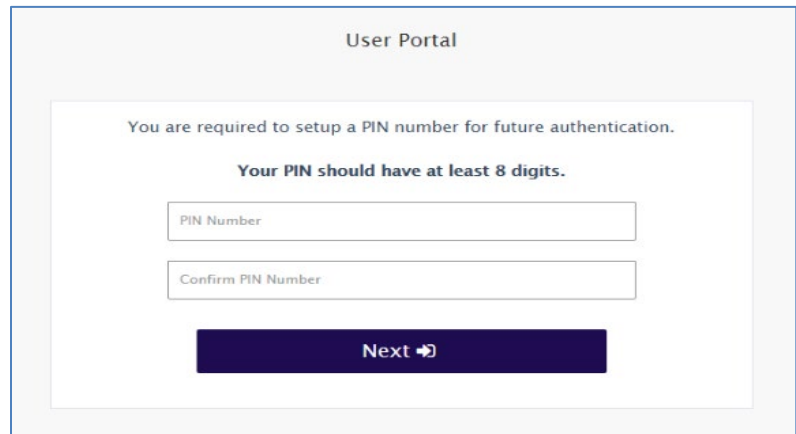 User Portal
You are required to setup a PIN number for future authentication.
Your PIN should have at least 8 digits.
PIN Number
Confirm PIN Number
Next